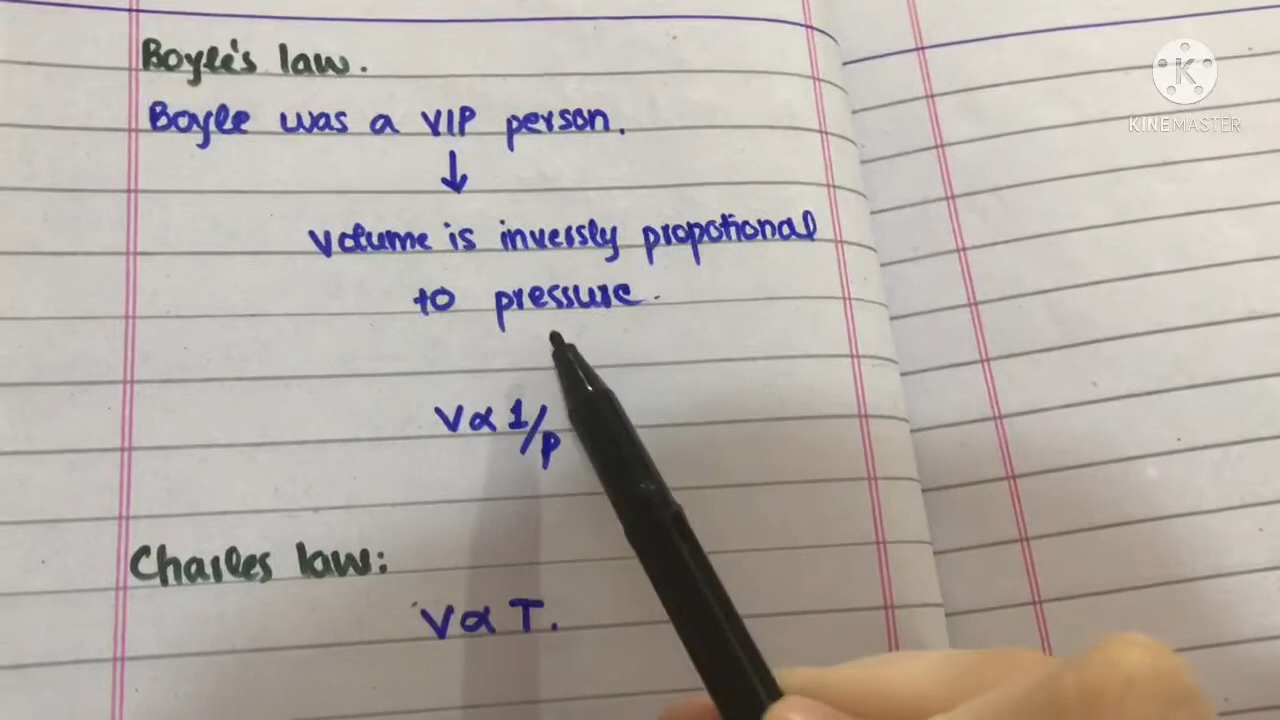 Boyle's law.
Boyle was a VIP person.
↓
Volume is inversly propotional
to pressure.
V ∝ 1/P
Charles law:
V ∝ T.
K
KINEMASTER